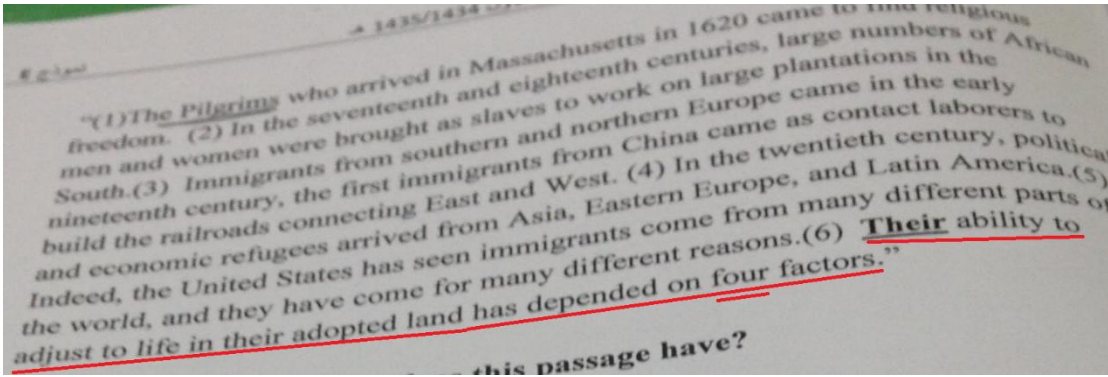 1435/1434 هـ
"(1)The Pilgrims who arrived in Massachusetts in 1620 came to find religious
freedom. (2) In the seventeenth and eighteenth centuries, large numbers of African
men and women were brought as slaves to work on large plantations in the
South.(3) Immigrants from southern and northern Europe came in the early
nineteenth century, the first immigrants from China came as contact laborers to
build the railroads connecting East and West. (4) In the twentieth century, political
and economic refugees arrived from Asia, Eastern Europe, and Latin America.(5)
Indeed, the United States has seen immigrants come from many different parts of
the world, and they have come for many different reasons.(6) Their ability to
adjust to life in their adopted land has depended on four factors."
this passage have?